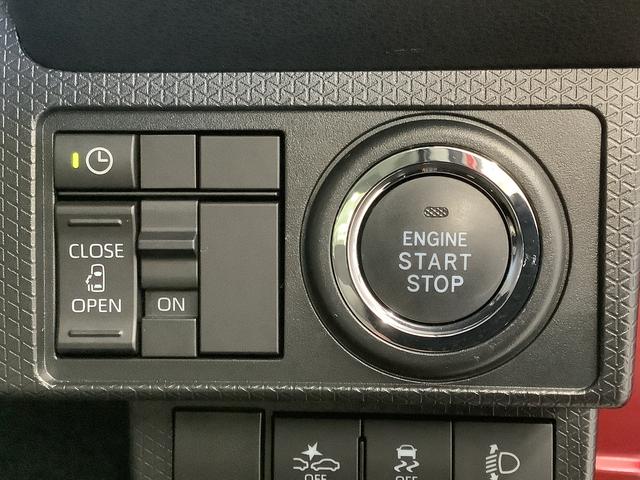 CLOSE
OPEN
ON
ENGINE
START
STOP
OFF
OFF